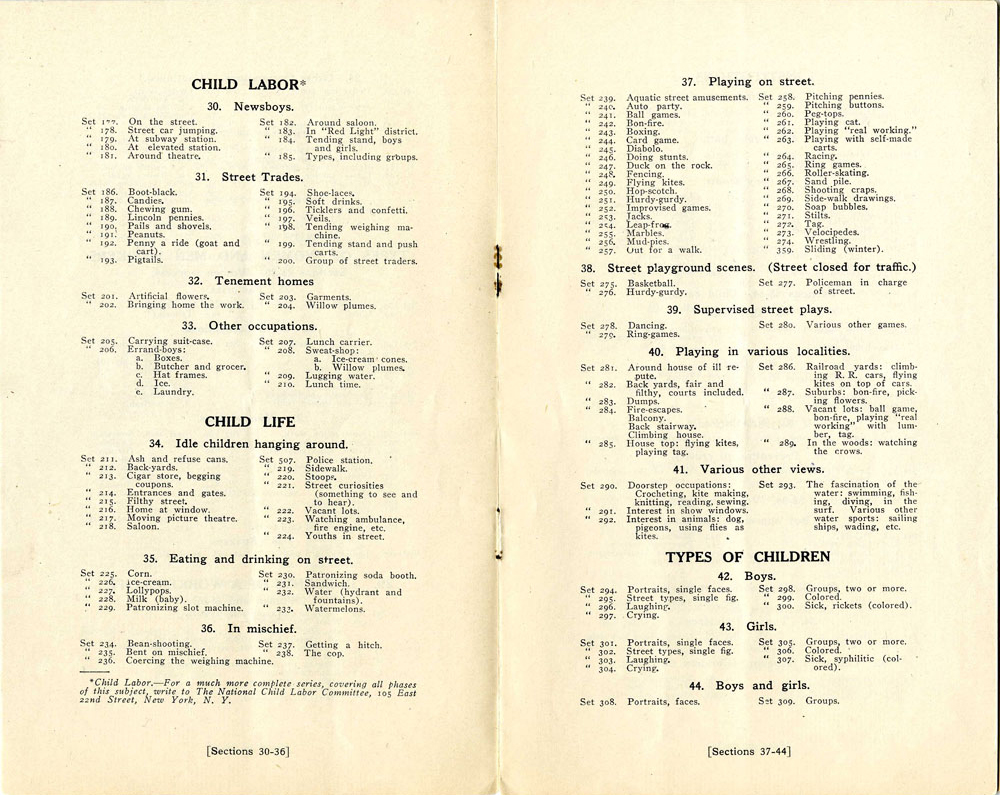 CHILD LABOR*
30. Newsboys.
Set 177. On the street.
" 178. Street car jumping.
" 179. At subway station.
" 180. At elevated station.
" 181. Around theatre.
Set 182. Around saloon.
" 183. In "Red Light" district.
" 184. Tending stand, boys
and girls.
" 185. Types, including groups.
31. Street Trades.
Set 186. Boot-black.
" 187. Candies.
" 188. Chewing gum.
" 189. Lincoln pennies.
" 190. Pails and shovels.
" 191. Peanuts.
" 192. Penny a ride (goat and
cart).
" 193. Pigtails.
Set 194. Shoe-laces.
" 195. Soft drinks.
" 196. Ticklers and confetti.
" 197. Veils.
" 198. Tending weighing ma-
chine.
" 199. Tending stand and push
carts.
" 200. Group of street traders.
32. Tenement homes
Set 201. Artificial flowers.
" 202. Bringing home the work.
Set 203. Garments.
" 204. Willow plumes.
33. Other occupations.
Set 205. Carrying suit-case.
" 206. Errand-boys:
a. Boxes.
b. Butcher and grocer.
c. Hat frames.
d. Ice.
e. Laundry.
Set 207. Lunch carrier.
" 208. Sweat-shop:
a. Ice-cream cones.
b. Willow plumes.
" 209. Lugging water.
" 210. Lunch time.
CHILD LIFE
34. Idle children hanging around.
Set 211. Ash and refuse cans.
" 212. Back-yards.
" 213. Cigar store, begging
coupons.
" 214. Entrances and gates.
" 215. Filthy street.
" 216. Home at window.
" 217. Moving picture theatre.
" 218. Saloon.
Set 507. Police station.
" 219. Sidewalk.
" 220. Stoops.
" 221. Street curiosities
(something to see and
to hear).
" 222. Vacant lots.
" 223. Watching ambulance,
fire engine, etc.
" 224. Youths in street.
35. Eating and drinking on street.
Set 225. Corn.
" 226. Ice-cream.
" 227. Lollypops.
" 228. Milk (baby).
" 229. Patronizing slot machine.
Set 230. Patronizing soda booth.
" 231. Sandwich.
" 232. Water (hydrant and
fountains).
" 233. Watermelons.
36. In mischief.
Set 234. Bean-shooting.
" 235. Bent on mischief.
" 236. Coercing the weighing machine.
Set 237. Getting a hitch.
" 238. The cop.
*Child Labor.—For a much more complete series, covering all phases
of this subject, write to The National Child Labor Committee, 105 East
22nd Street, New York, N. Y.
[Sections 30-36]
37. Playing on street.
Set 239. Aquatic street amusements.
" 240. Auto party.
" 241. Ball games.
" 242. Bon-fire.
" 243. Boxing.
" 244. Card game.
" 245. Diabolo.
" 246. Doing stunts.
" 247. Duck on the rock.
" 248. Fencing.
" 249. Flying kites.
" 250. Hop-scotch.
" 251. Hurdy-gurdy.
" 252. Improvised games.
" 253. Jacks.
" 254. Leap-frog.
" 255. Marbles.
" 256. Mud-pies.
" 257. Out for a walk.
Set 258. Pitching pennies.
" 259. Pitching buttons.
" 260. Peg-tops.
" 261. Playing cat.
" 262. Playing "real working."
" 263. Playing with self-made
carts.
" 264. Racing.
" 265. Ring games.
" 266. Roller-skating.
" 267. Sand pile.
" 268. Shooting craps.
" 269. Side-walk drawings.
" 270. Soap bubbles.
" 271. Stilts.
" 272. Tag.
" 273. Velocipedes.
" 274. Wrestling.
" 359. Sliding (winter).
38. Street playground scenes. (Street closed for traffic.)
Set 275. Basketball.
" 276. Hurdy-gurdy.
Set 277. Policeman in charge
of street.
39. Supervised street plays.
Set 278. Dancing.
" 279. Ring-games.
Set 280. Various other games.
40. Playing in various localities.
Set 281. Around house of ill re-
pute.
" 282. Back yards, fair and
filthy, courts included.
" 283. Dumps.
" 284. Fire-escapes.
Balcony.
Back stairway.
Climbing house.
" 285. House top: flying kites,
playing tag.
Set 286. Railroad yards: climb-
ing R. R. cars, flying
kites on top of cars.
" 287. Suburbs: bon-fire, pick-
ing flowers.
" 288. Vacant lots: ball game,
bon-fire, playing "real
working" with lum-
ber, tag.
" 289. In the woods: watching
the crows.
41. Various other views.
Set 290. Doorstep occupations:
Crocheting, kite making,
knitting, reading, sewing.
" 291. Interest in show windows.
" 292. Interest in animals: dog,
pigeons, using flies as
kites.
Set 293. The fascination of the
water: swimming, fish-
ing, diving, in the
surf. Various other
water sports: sailing
ships, wading, etc.
TYPES OF CHILDREN
42. Boys.
Set 294. Portraits, single faces.
" 295. Street types, single fig.
" 296. Laughing.
" 297. Crying.
Set 298. Groups, two or more.
" 299. Colored.
" 300. Sick, rickets (colored).
43. Girls.
Set 301. Portraits, single faces.
" 302. Street types, single fig.
" 303. Laughing.
" 304. Crying.
Set 305. Groups, two or more.
" 306. Colored.
" 307. Sick, syphilitic (col-
ored).
44. Boys and girls.
Set 308. Portraits, faces.
Set 309. Groups.
[Sections 37-44]